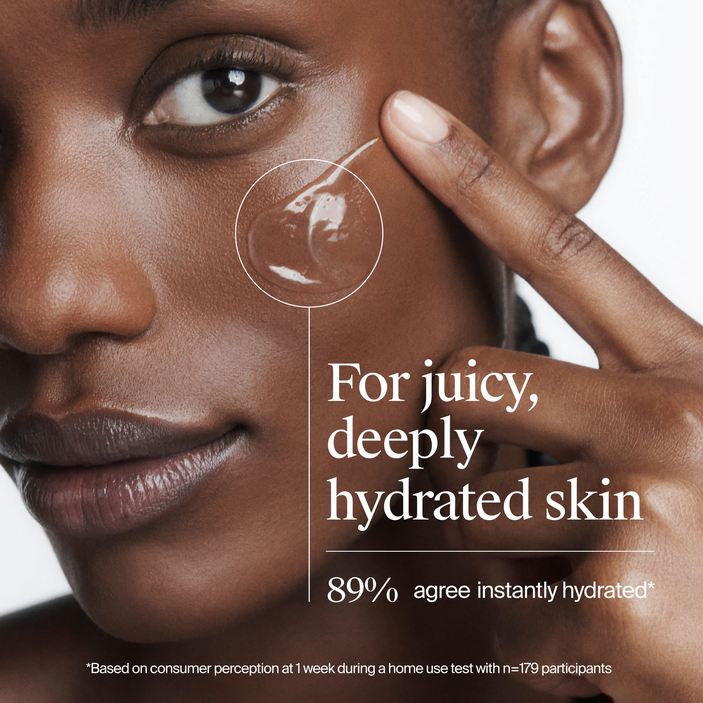 For juicy,
deeply
hydrated skin
89% agree instantly hydrated*
*Based on consumer perception at 1 week during a home use test with n=179 participants